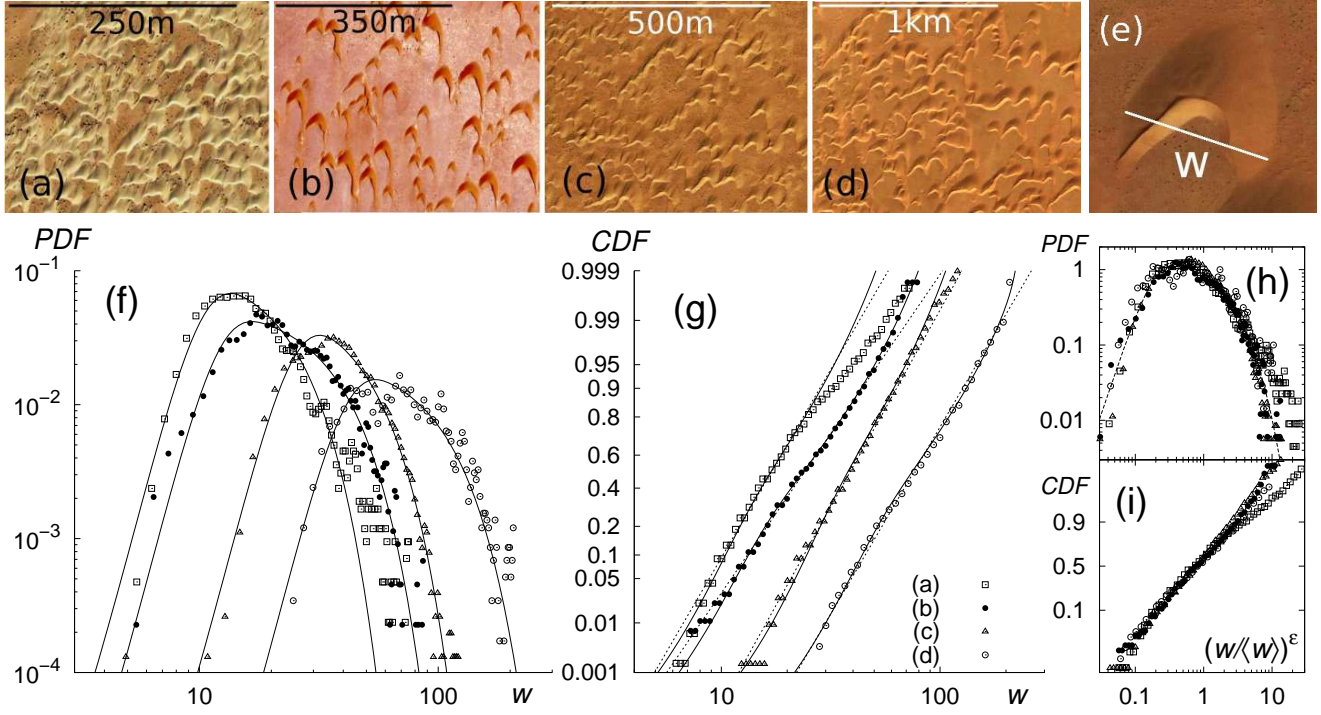 250m
350m
500m
1km
(e)
(a)
(b)
(c)
(d)
W
PDF
10⁻¹
10⁻²
10⁻³
10⁻⁴
(f)
10
100
w
CDF
0.999
0.99
0.95
0.9
0.8
0.6
0.4
0.2
0.1
0.05
0.01
0.001
(g)
(a)
(b)
(c)
(d)
10
100
w
PDF
1
0.1
0.01
(h)
CDF
0.9
0.5
0.1
(i)
(w/⟨w⟩)^ε
0.1
1
10